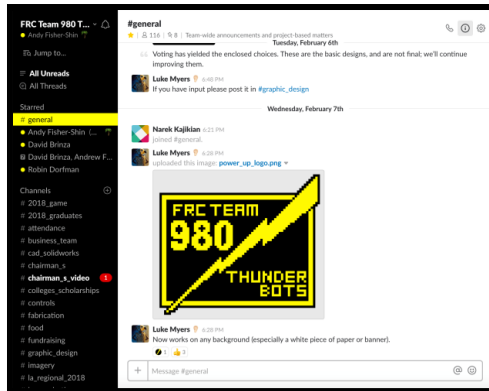 FRC Team 980 T...
Andy Fisher-Shin
Jump to...
All Unreads
All Threads
Starred
# general
Andy Fisher-Shin (...
David Brinza
David Brinza, Andrew F...
Robin Dorfman
Channels
# 2018_game
# 2018_graduates
# attendance
# business_team
# cad_solidworks
# chairman_s
# chairman_s_video 1
# colleges_scholarships
# controls
# fabrication
# food
# fundraising
# graphic_design
# imagery
# la_regional_2018
#general
116 | 8 | Team-wide announcements and project-based matters
Tuesday, February 6th
Voting has yielded the enclosed choices. These are the basic designs, and are not final; we'll continue
improving them.
Luke Myers 6:48 PM
If you have input please post it in #graphic_design
Wednesday, February 7th
Narek Kajikian 6:21 PM
joined #general.
Luke Myers 6:28 PM
uploaded this image: power_up_logo.png
FRC TEAM
980
THUNDER
BOTS
Luke Myers 6:28 PM
Now works on any background (especially a white piece of paper or banner).
1 3
Message #general